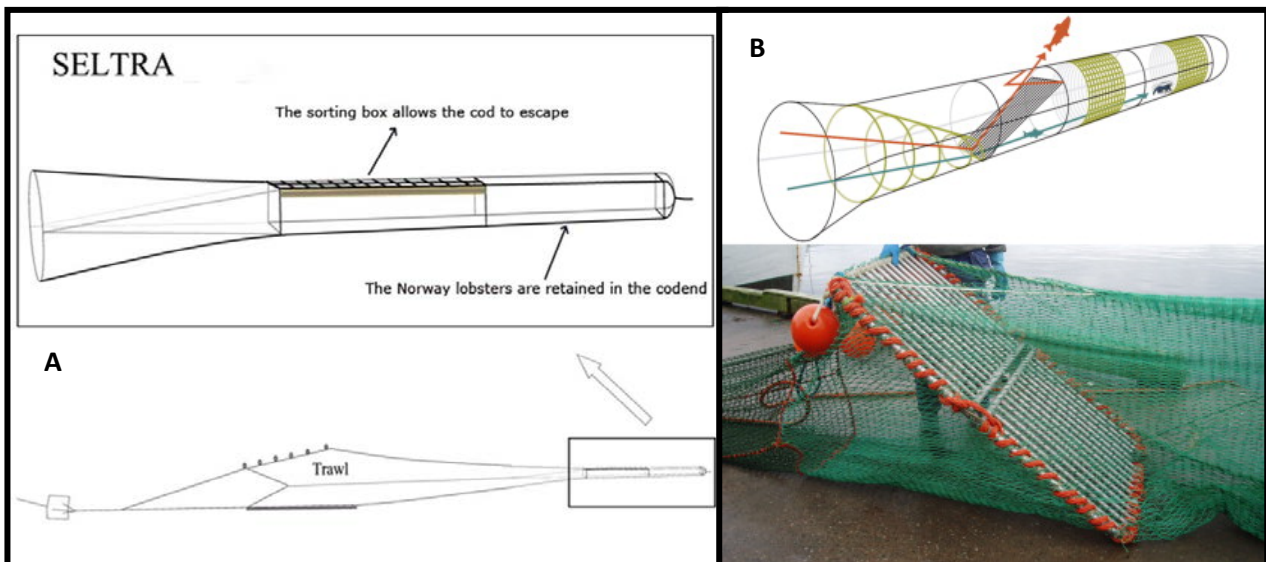 SELTRA
The sorting box allows the cod to escape
The Norway lobsters are retained in the codend
A
Trawl
B